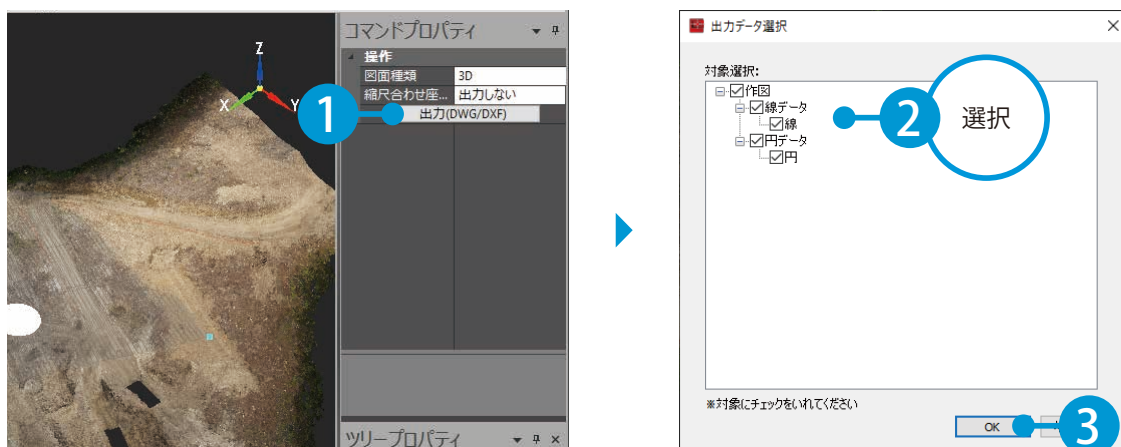 コマンドプロパティ
操作
図面種類 3D
縮尺合わせ座... 出力しない
出力(DWG/DXF)
1
Z
X
Y
ツリープロパティ
出力データ選択
対象選択:
作図
線データ
線
円データ
円
2 選択
※対象にチェックをいれてください
OK
3